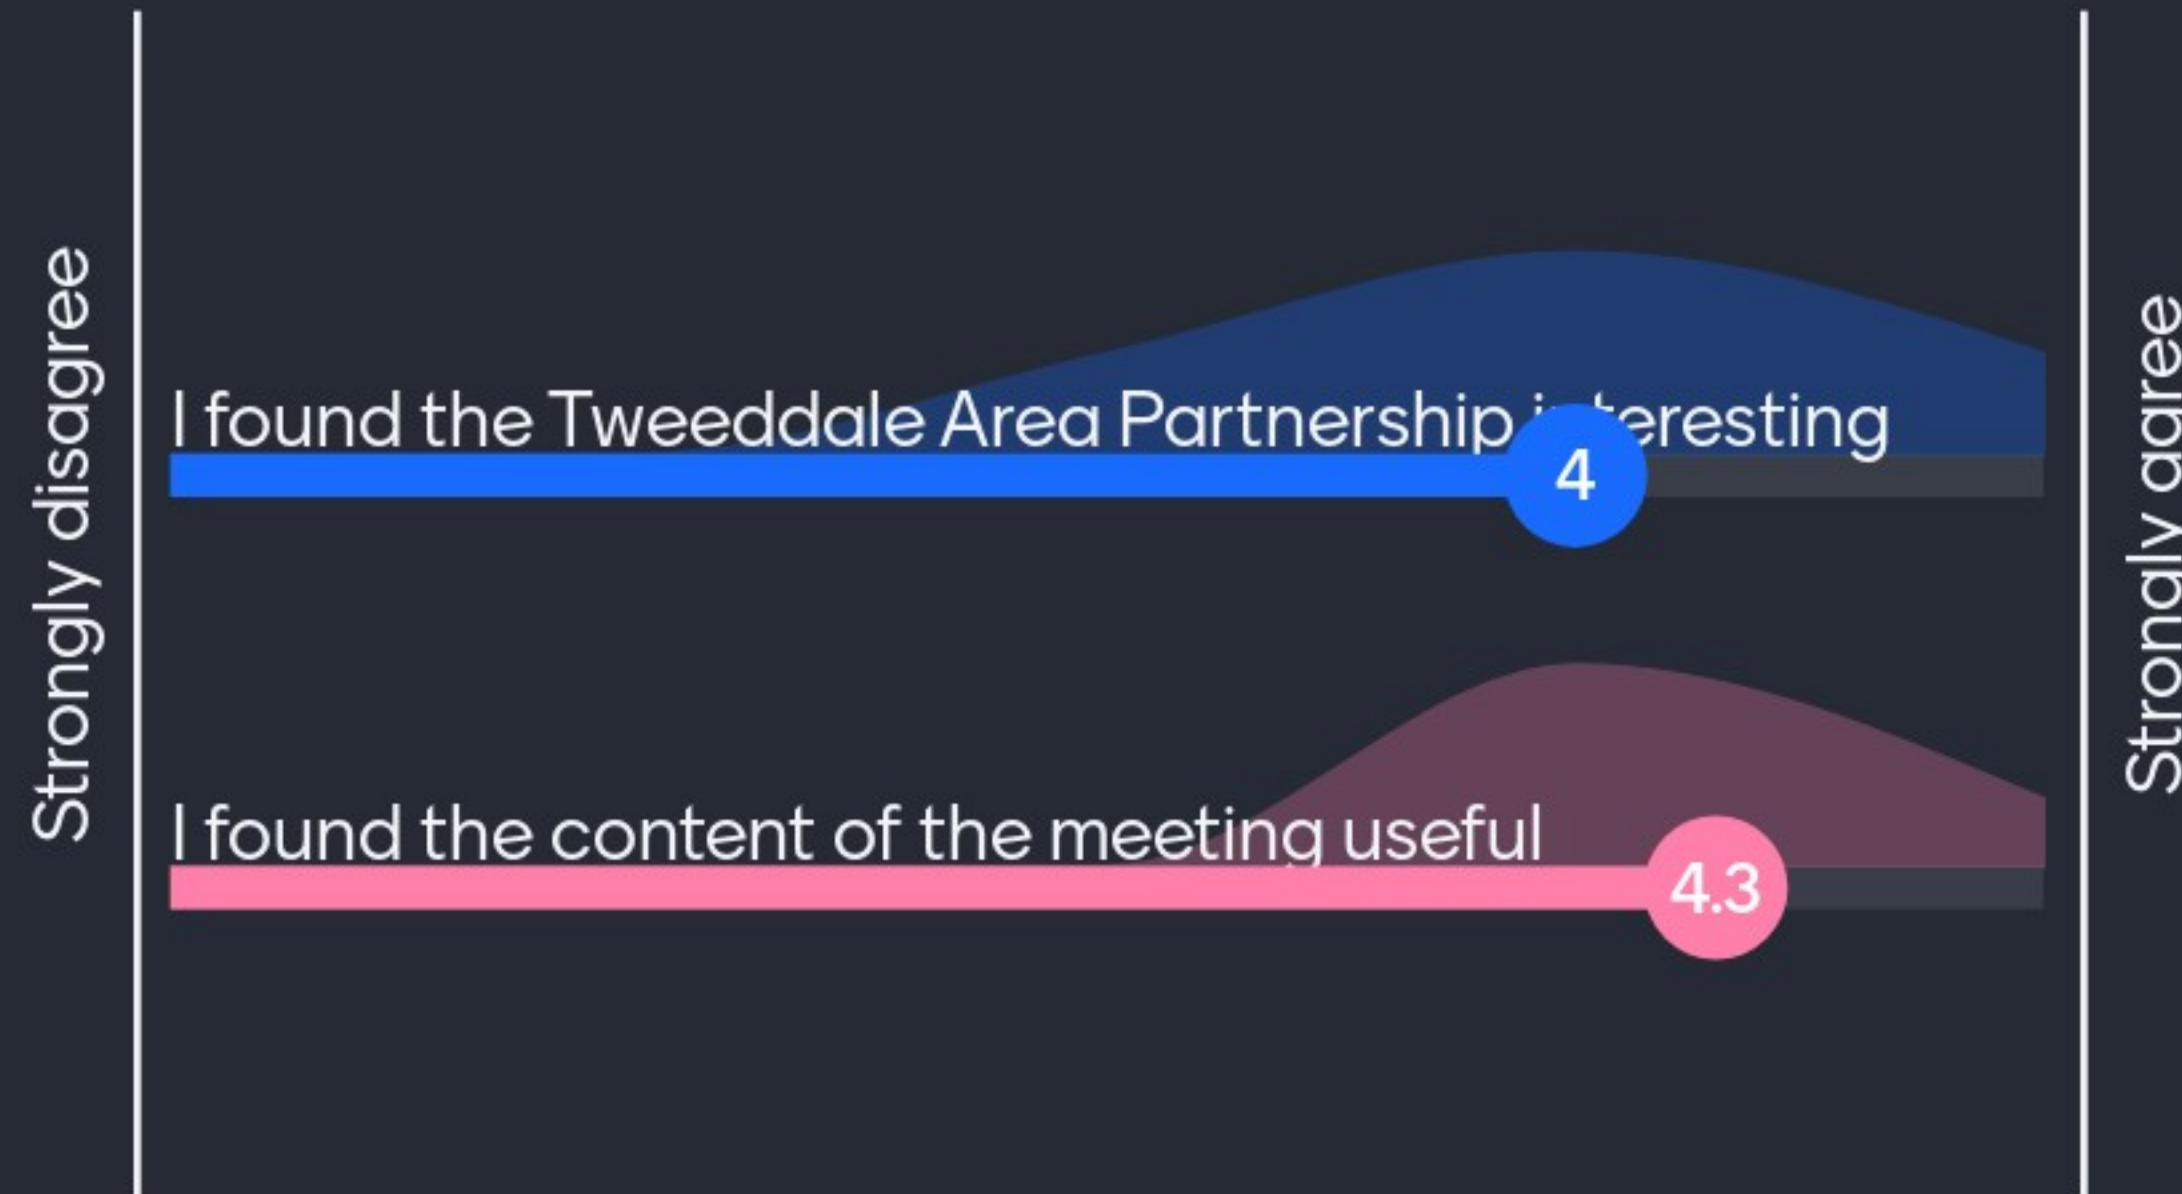 Strongly disagree
I found the Tweeddale Area Partnership interesting
4
I found the content of the meeting useful
4.3
Strongly agree